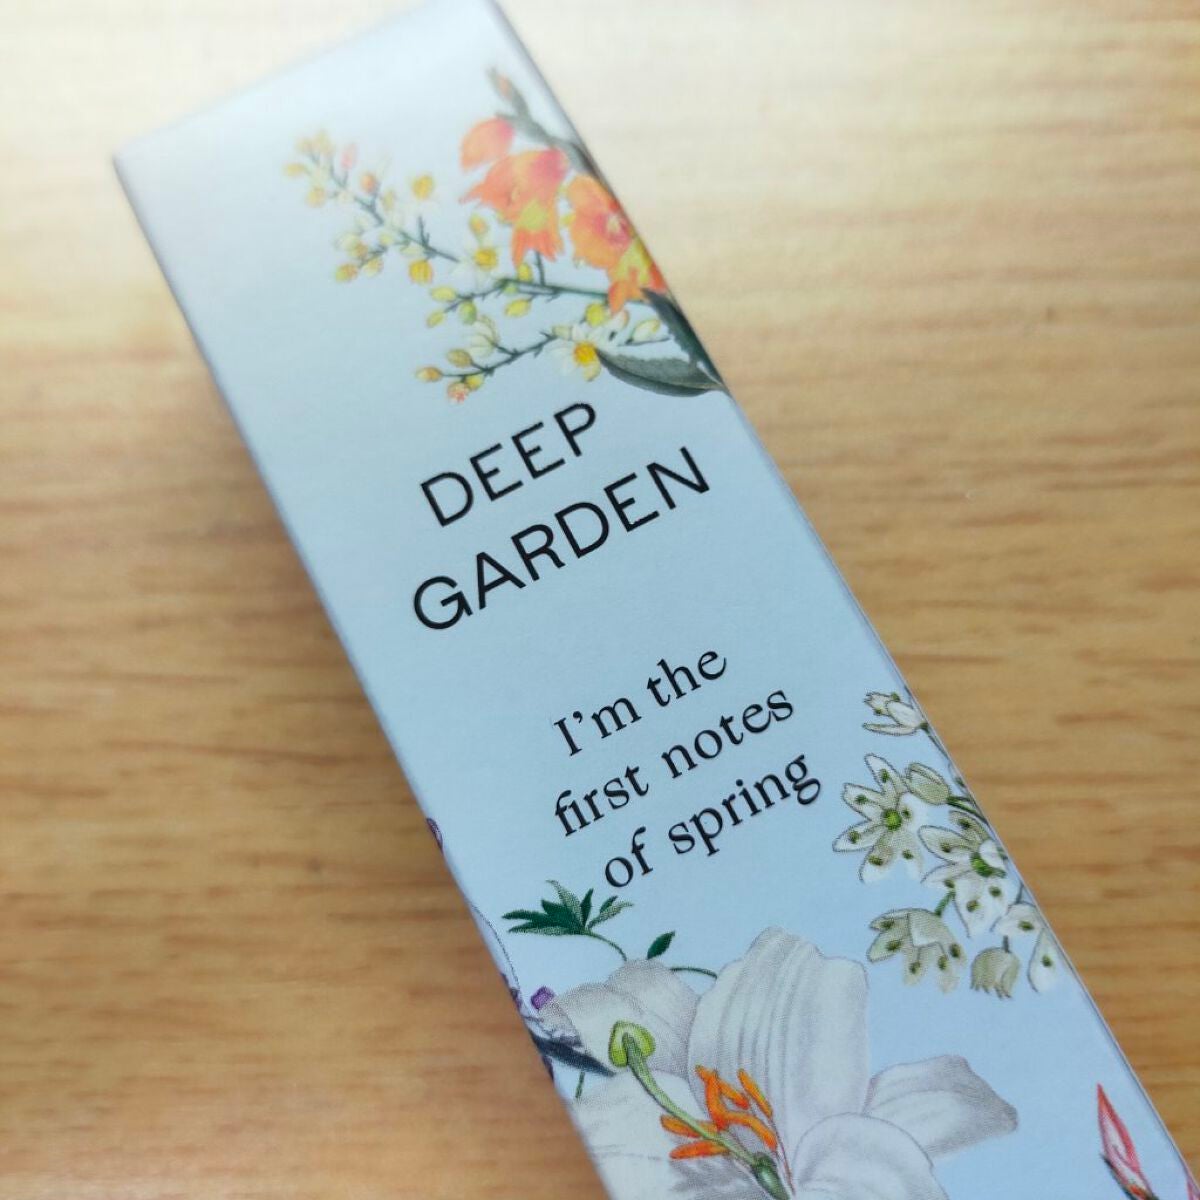 DEEP
GARDEN
I'm the
first notes
of spring